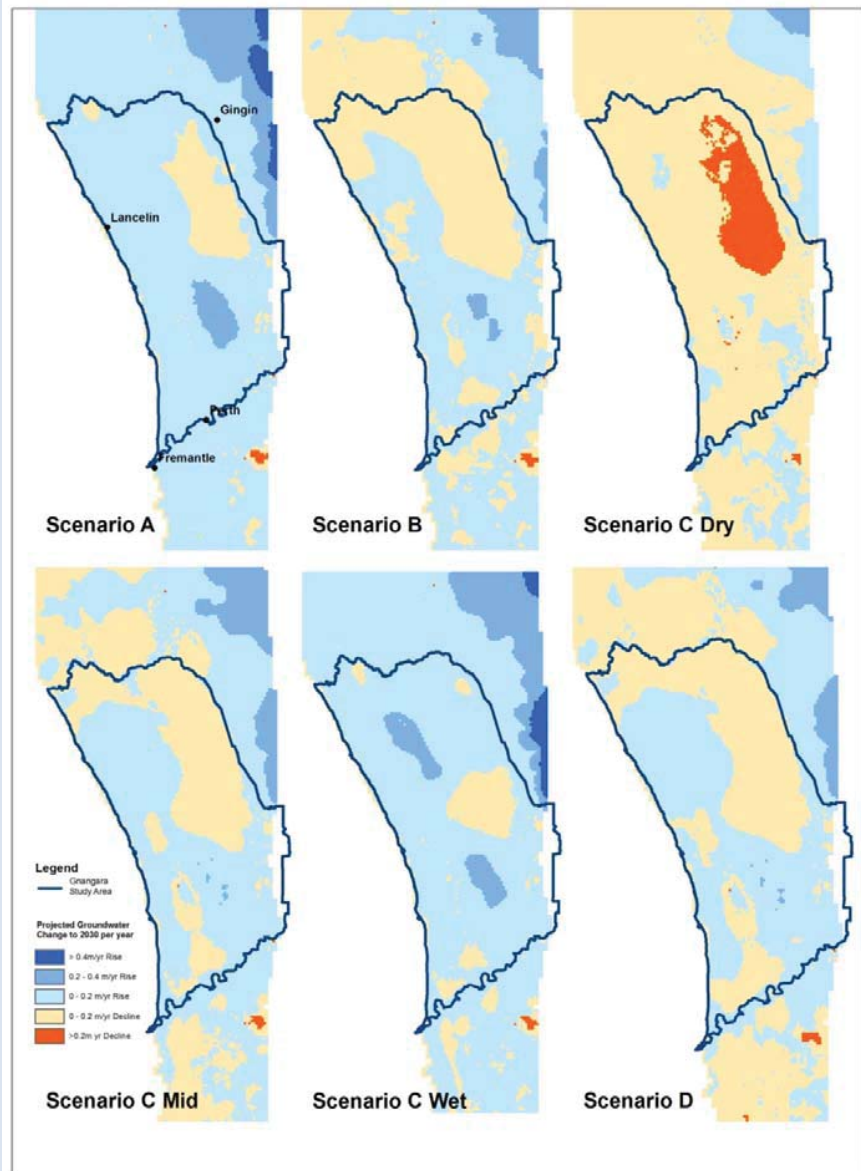 Gingin
Lancelin
Perth
Fremantle
Scenario A
Scenario B
Scenario C Dry
Legend
Gnangara
Study Area
Projected Groundwater
Change to 2030 per year
> 0.4m/yr Rise
0.2 - 0.4 m/yr Rise
0 - 0.2 m/yr Rise
0 - 0.2 m/yr Decline
>0.2m yr Decline
Scenario C Mid
Scenario C Wet
Scenario D